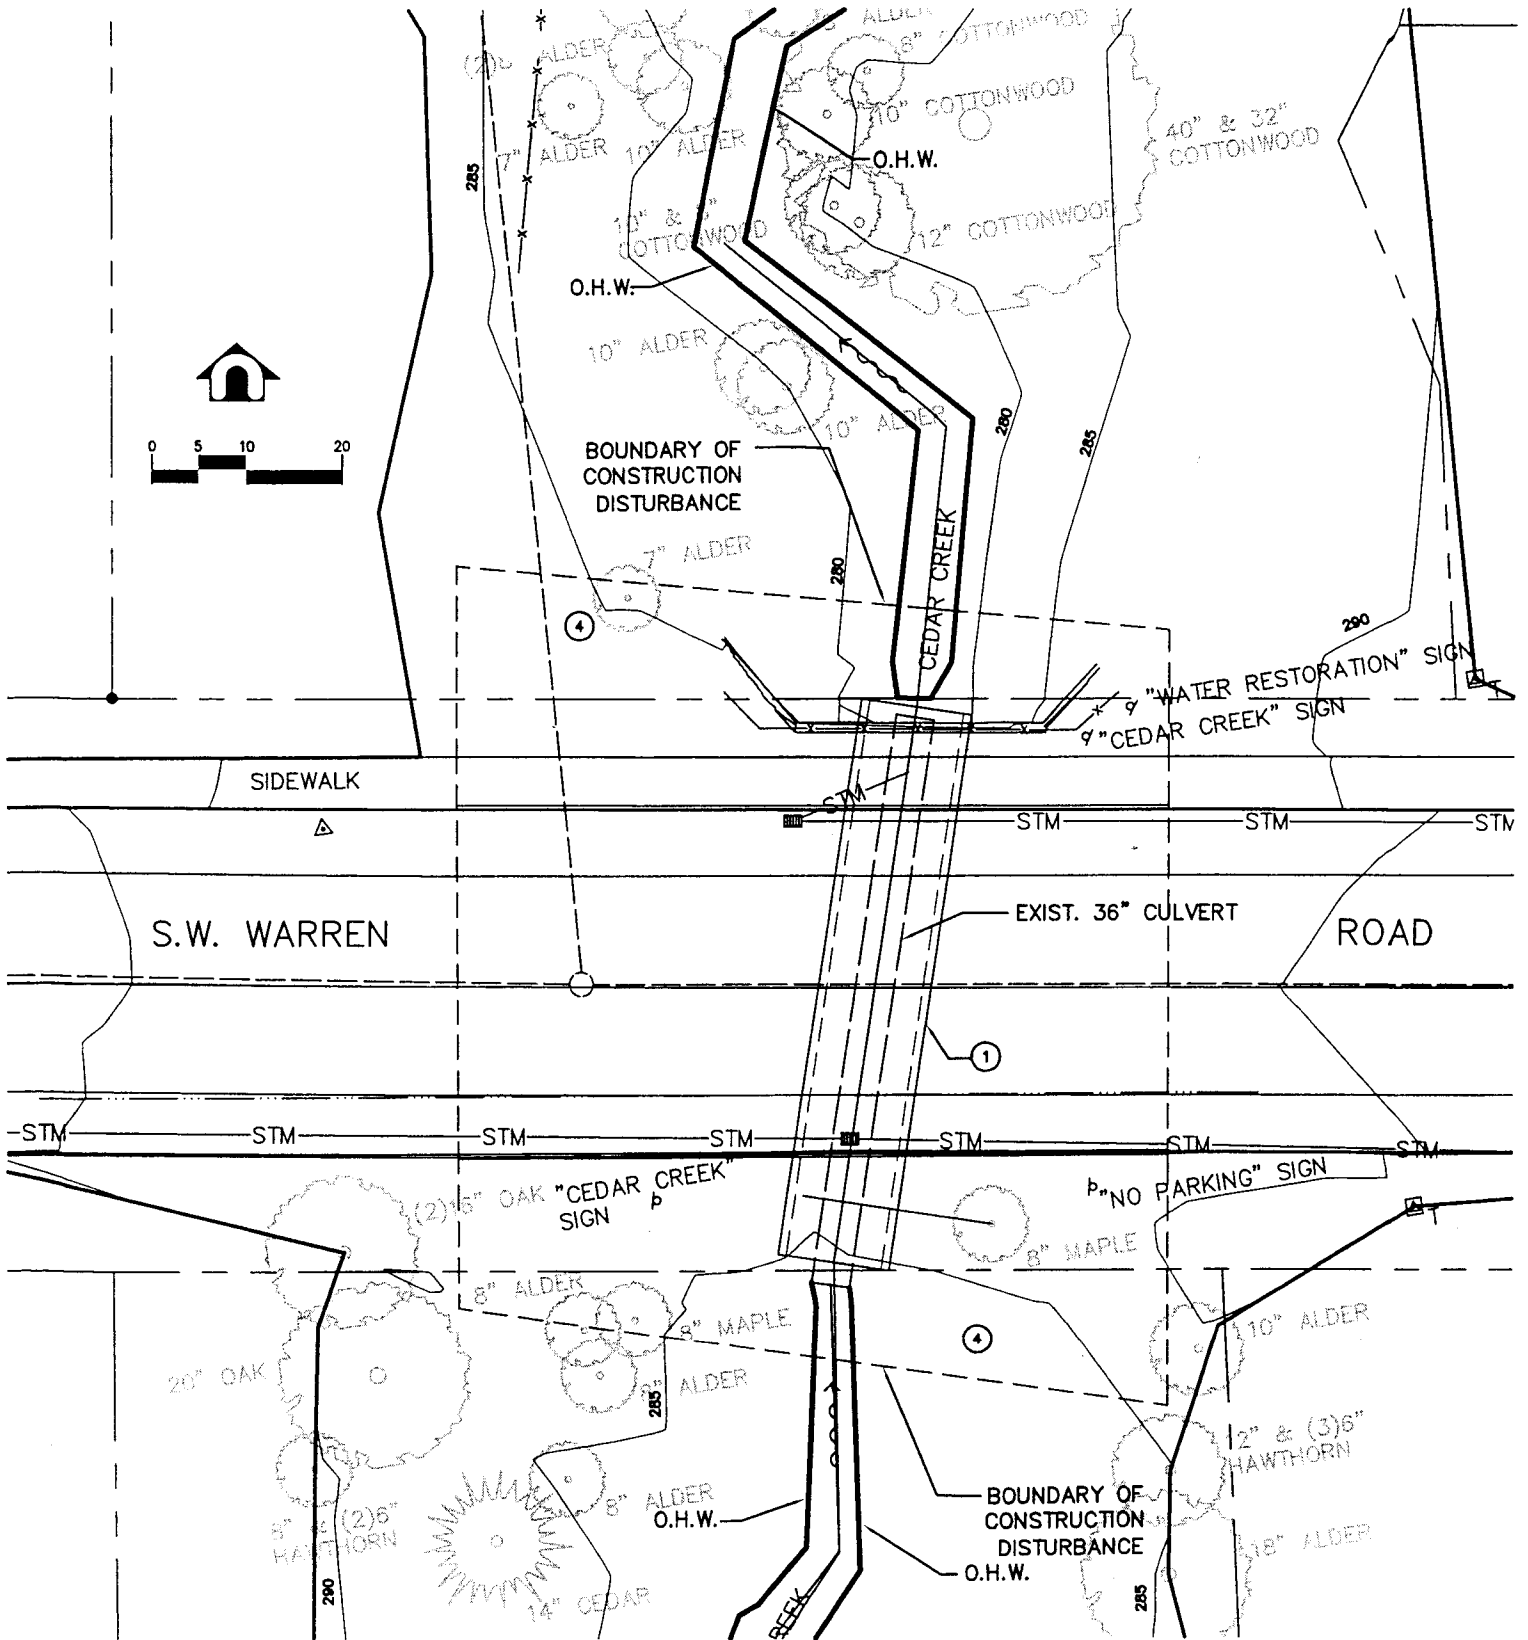 ALDER
8" COTTONWOOD
ALDER
10" COTTONWOOD
40" & 32"
COTTONWOOD
7" ALDER
10" ALDER
O.H.W.
285
COTTONWOOD
12" COTTONWOOD
O.H.W.
10" ALDER
10" ALDER
280
285
0 5 10 20
BOUNDARY OF
CONSTRUCTION
DISTURBANCE
CEDAR CREEK
7" ALDER
280
4
290
"WATER RESTORATION" SIGN
T
"CEDAR CREEK" SIGN
SIDEWALK
STM
STM
STM
STM
EXIST. 36" CULVERT
S.W. WARREN
ROAD
1
STM
STM
STM
STM
STM
STM
STM
"CEDAR CREEK"
SIGN
(2)16" OAK
"NO PARKING" SIGN
T
8" MAPLE
8" ALDER
8" MAPLE
4
10" ALDER
20" OAK
ALDER
285
12" & (3)6"
HAWTHORN
8" ALDER
O.H.W.
BOUNDARY OF
CONSTRUCTION
DISTURBANCE
(2)6"
HAWTHORN
O.H.W.
18" ALDER
290
14" CEDAR
285